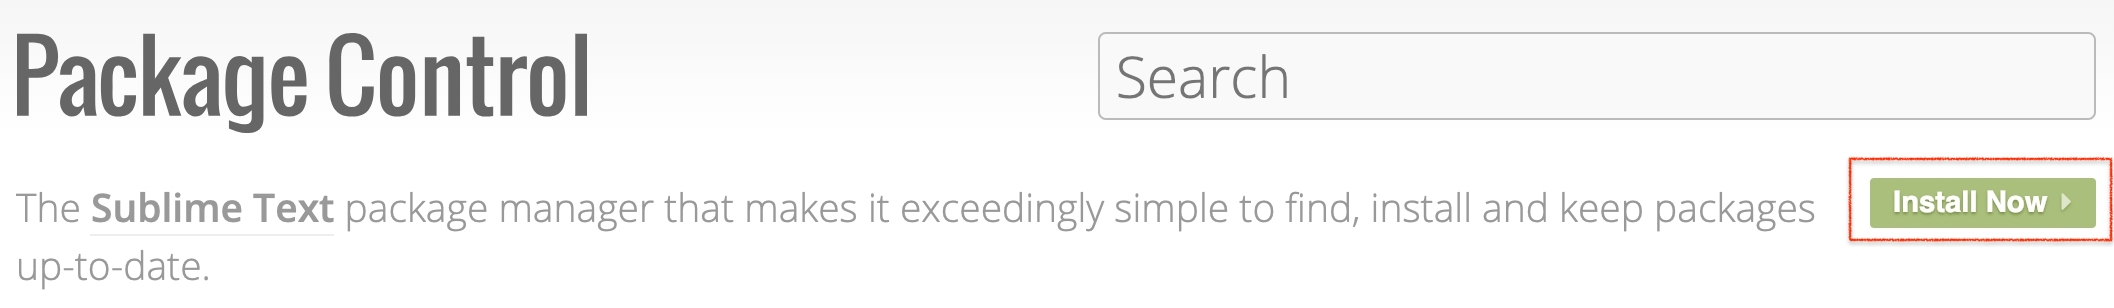 Package Control
Search
The Sublime Text package manager that makes it exceedingly simple to find, install and keep packages
up-to-date.
Install Now